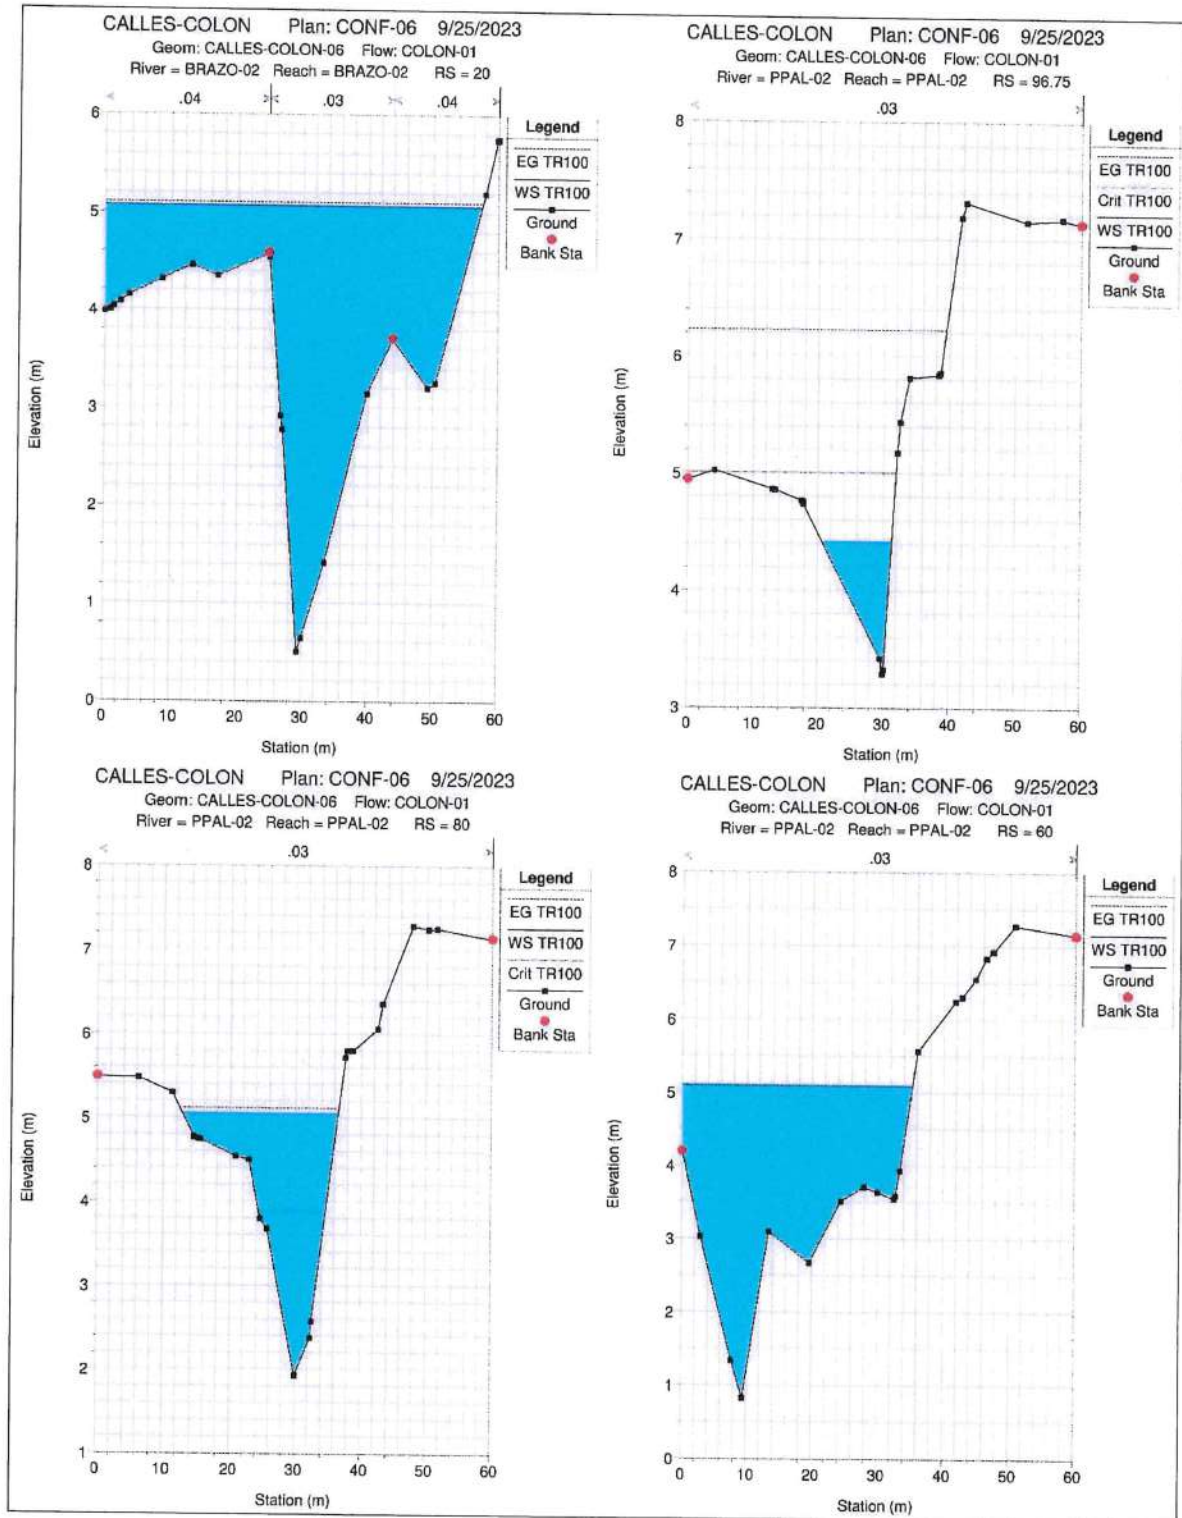 CALLES-COLON Plan: CONF-06 9/25/2023
Geom: CALLES-COLON-06 Flow: COLON-01
River = BRAZO-02 Reach = BRAZO-02 RS = 20
.04 .03 .04
6
5
4
3
2
1
0
Elevation (m)
0 10 20 30 40 50 60
Station (m)
Legend
EG TR100
WS TR100
Ground
Bank Sta
CALLES-COLON Plan: CONF-06 9/25/2023
Geom: CALLES-COLON-06 Flow: COLON-01
River = PPAL-02 Reach = PPAL-02 RS = 96.75
.03
8
7
6
5
4
3
Elevation (m)
0 10 20 30 40 50 60
Station (m)
Legend
EG TR100
Crit TR100
WS TR100
Ground
Bank Sta
CALLES-COLON Plan: CONF-06 9/25/2023
Geom: CALLES-COLON-06 Flow: COLON-01
River = PPAL-02 Reach = PPAL-02 RS = 80
.03
8
7
6
5
4
3
2
1
Elevation (m)
0 10 20 30 40 50 60
Station (m)
Legend
EG TR100
WS TR100
Crit TR100
Ground
Bank Sta
CALLES-COLON Plan: CONF-06 9/25/2023
Geom: CALLES-COLON-06 Flow: COLON-01
River = PPAL-02 Reach = PPAL-02 RS = 60
.03
8
7
6
5
4
3
2
1
0
Elevation (m)
0 10 20 30 40 50 60
Station (m)
Legend
EG TR100
WS TR100
Ground
Bank Sta